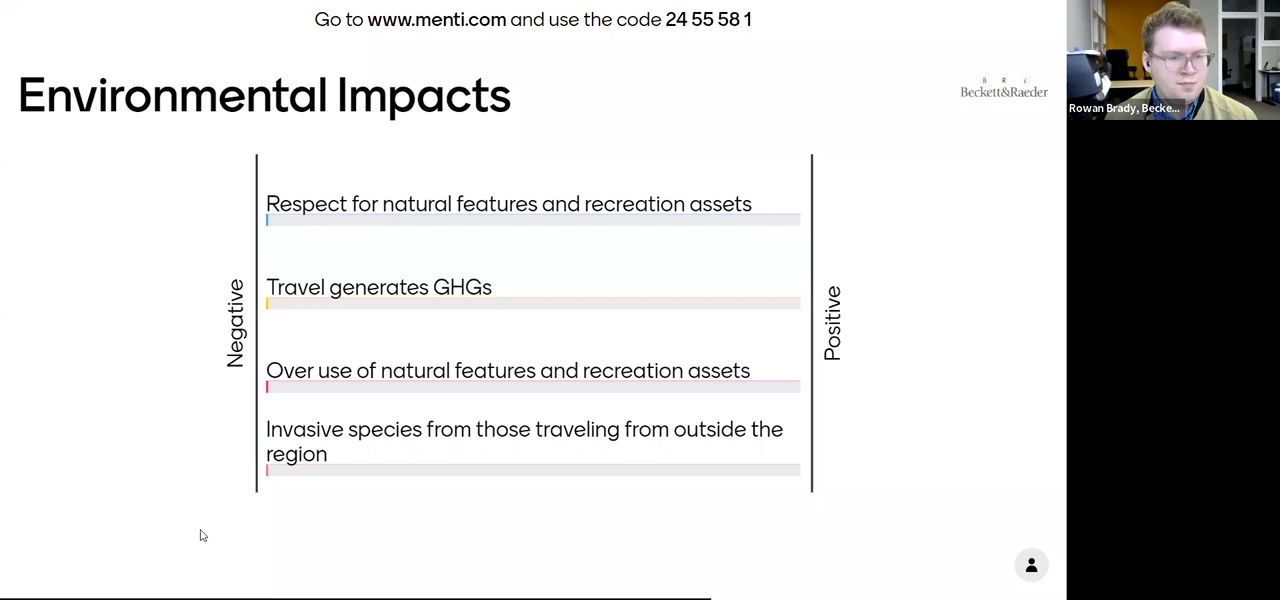 Go to www.menti.com and use the code 24 55 58 1
Environmental Impacts
B R i
Beckett&Raeder
Rowan Brady, Becke...
Respect for natural features and recreation assets
Travel generates GHGs
Negative
Positive
Over use of natural features and recreation assets
Invasive species from those traveling from outside the
region